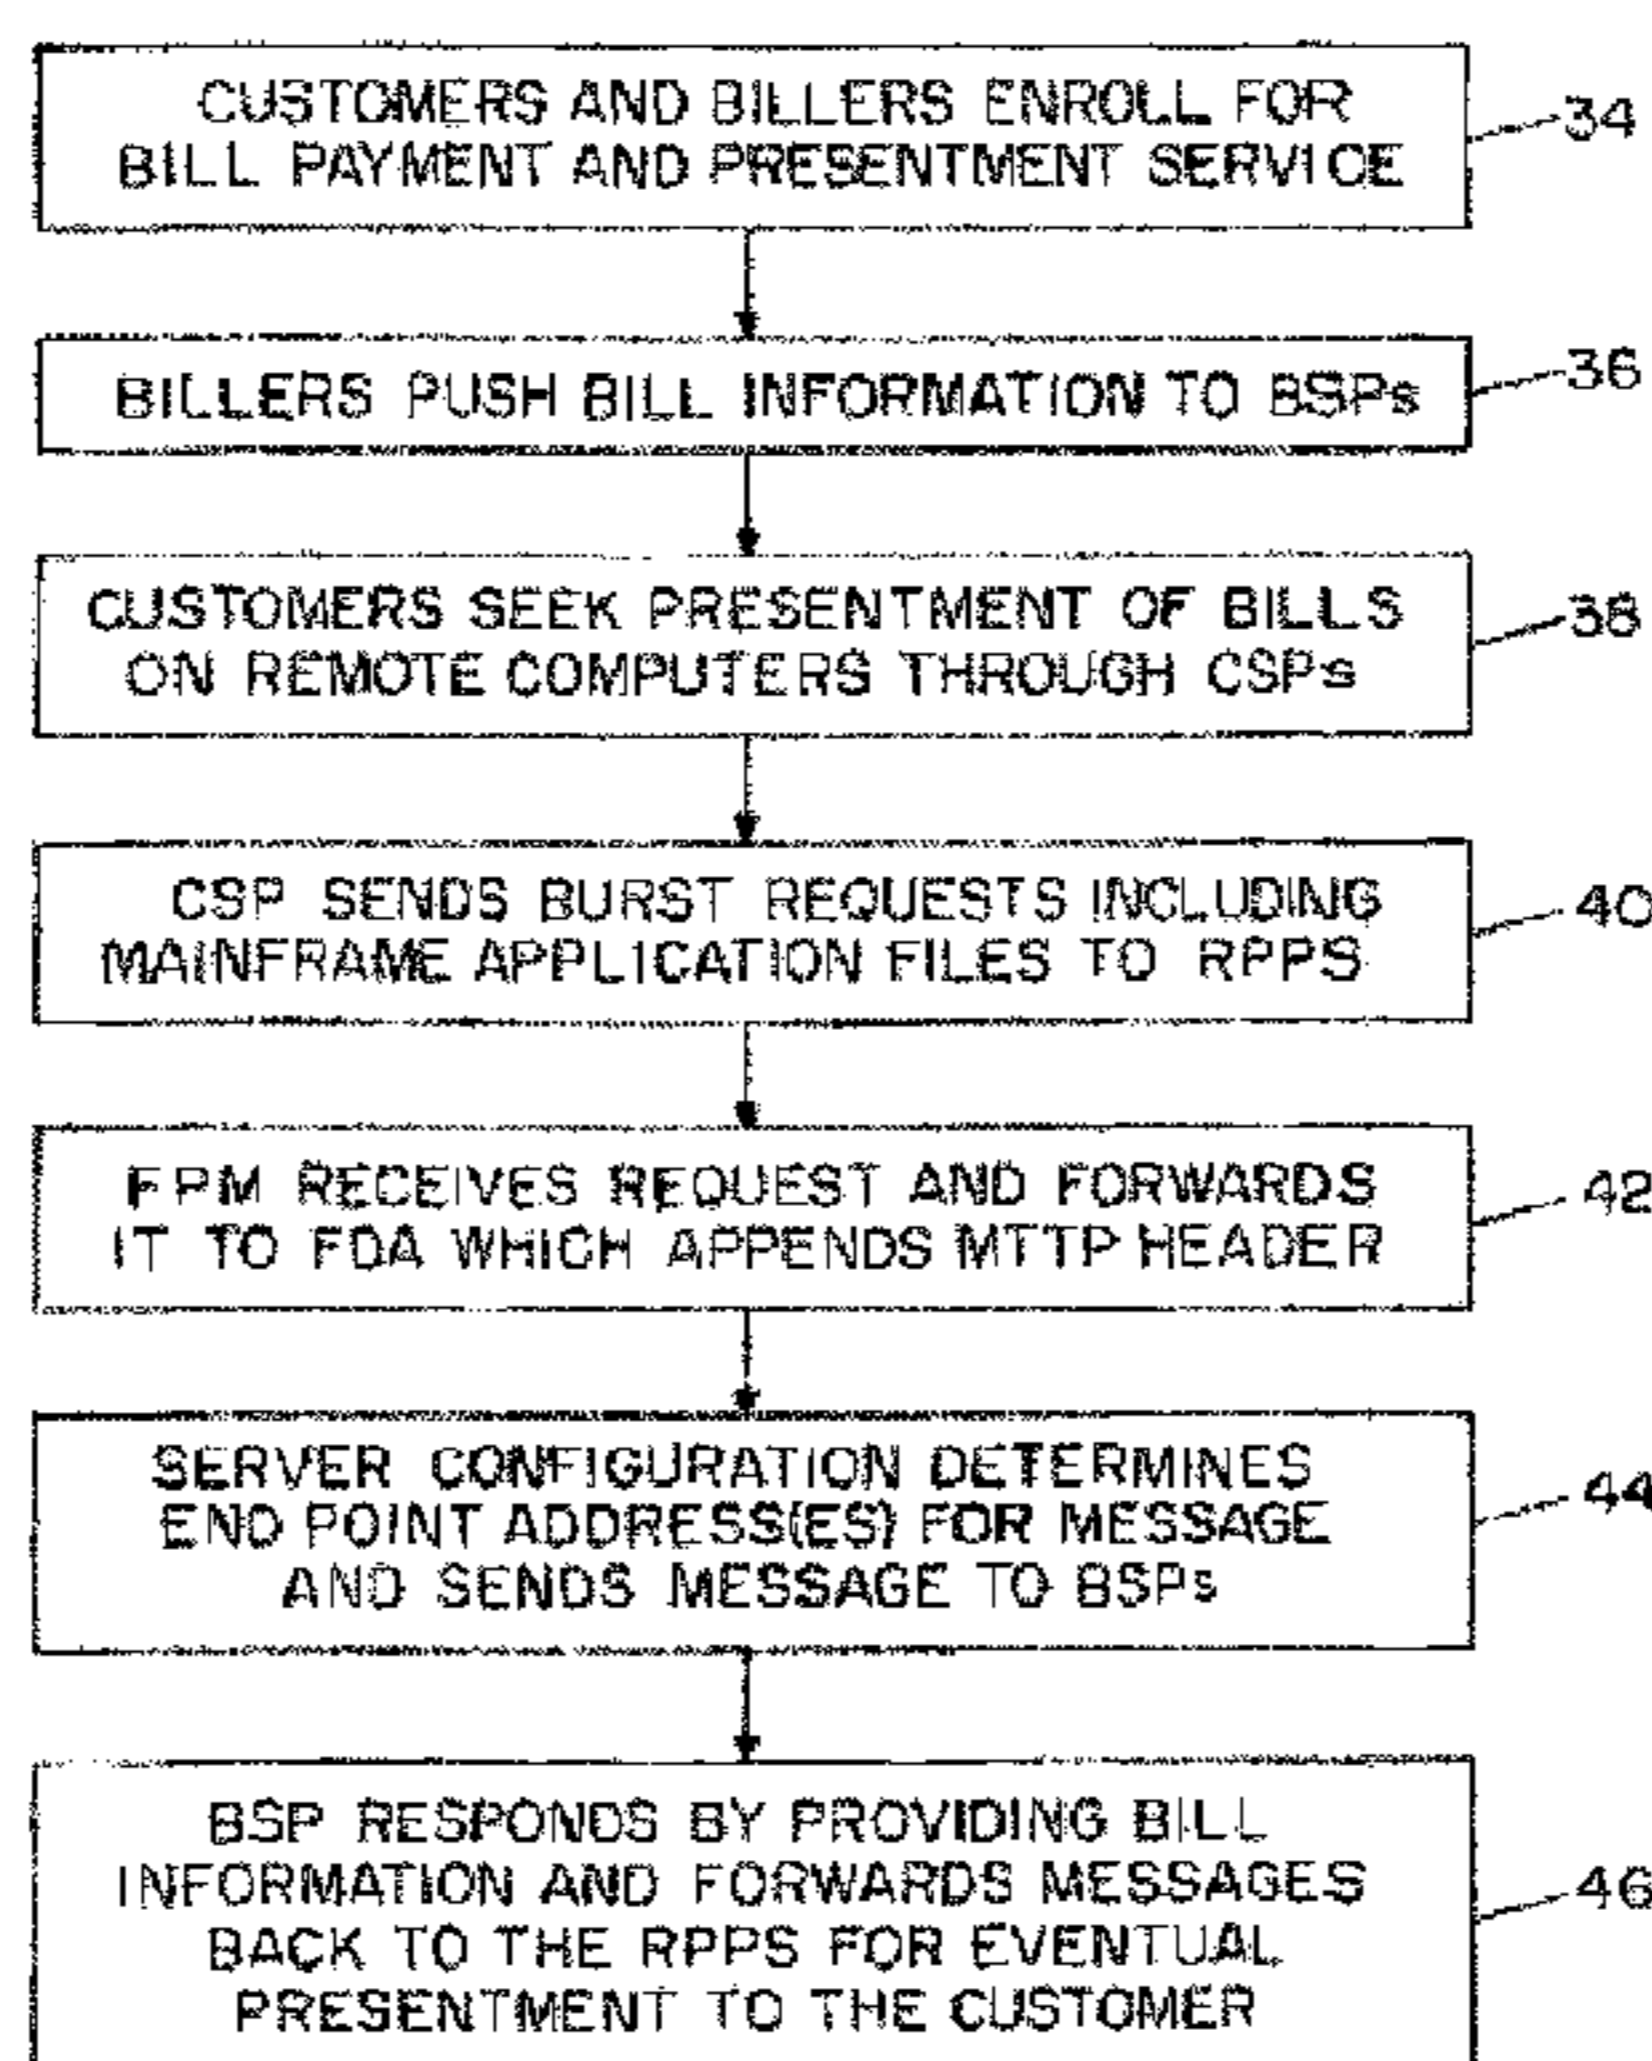 CUSTOMERS AND BILLERS ENROLL FOR
BILL PAYMENT AND PRESENTMENT SERVICE
34
BILLERS PUSH BILL INFORMATION TO BSPs
36
CUSTOMERS SEEK PRESENTMENT OF BILLS
ON REMOTE COMPUTERS THROUGH CSPs
38
CSP SENDS BURST REQUESTS INCLUDING
MAINFRAME APPLICATION FILES TO RPPS
40
FPM RECEIVES REQUEST AND FORWARDS
IT TO FDA WHICH APPENDS MTTP HEADER
42
SERVER CONFIGURATION DETERMINES
END POINT ADDRESS(ES) FOR MESSAGE
AND SENDS MESSAGE TO BSPs
44
BSP RESPONDS BY PROVIDING BILL
INFORMATION AND FORWARDS MESSAGES
BACK TO THE RPPS FOR EVENTUAL
PRESENTMENT TO THE CUSTOMER
46